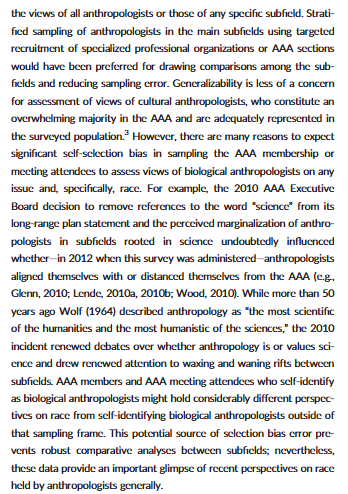 the views of all anthropologists or those of any specific subfield. Strati-
fied sampling of anthropologists in the main subfields using targeted
recruitment of specialized professional organizations or AAA sections
would have been preferred for drawing comparisons among the sub-
fields and reducing sampling error. Generalizability is less of a concern
for assessment of views of cultural anthropologists, who constitute an
overwhelming majority in the AAA and are adequately represented in
the surveyed population.3 However, there are many reasons to expect
significant self-selection bias in sampling the AAA membership or
meeting attendees to assess views of biological anthropologists on any
issue and, specifically, race. For example, the 2010 AAA Executive
Board decision to remove references to the word "science" from its
long-range plan statement and the perceived marginalization of anthro-
pologists in subfields rooted in science undoubtedly influenced
whether—in 2012 when this survey was administered—anthropologists
aligned themselves with or distanced themselves from the AAA (e.g.,
Glenn, 2010; Lende, 2010a, 2010b; Wood, 2010). While more than 50
years ago Wolf (1964) described anthropology as "the most scientific
of the humanities and the most humanistic of the sciences," the 2010
incident renewed debates over whether anthropology is or values sci-
ence and drew renewed attention to waxing and waning rifts between
subfields. AAA members and AAA meeting attendees who self-identify
as biological anthropologists might hold considerably different perspec-
tives on race from self-identifying biological anthropologists outside of
that sampling frame. This potential source of selection bias error pre-
vents robust comparative analyses between subfields; nevertheless,
these data provide an important glimpse of recent perspectives on race
held by anthropologists generally.